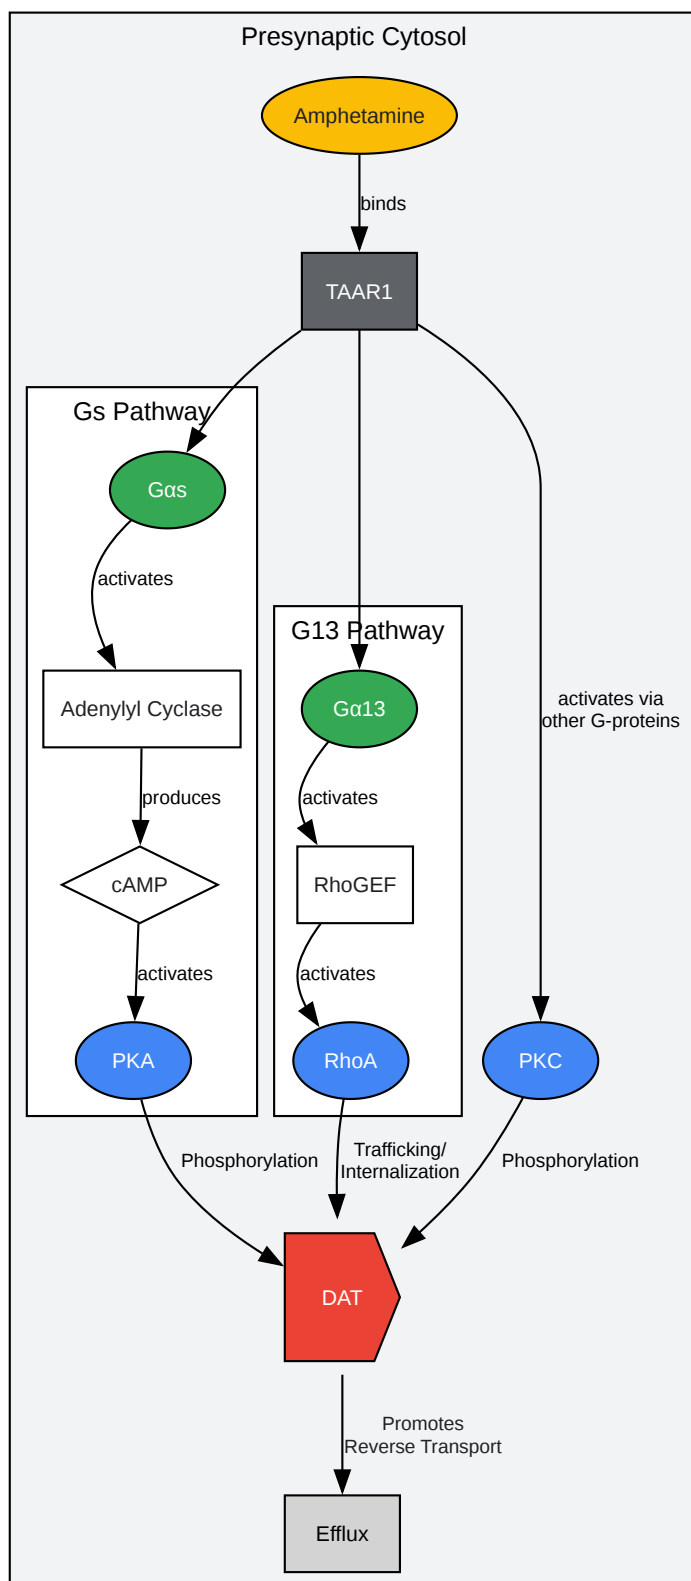 Presynaptic Cytosol
Amphetamine
binds
TAAR1
Gs Pathway
Gαs
activates
G13 Pathway
Adenylyl Cyclase
Gα13
activates via
other G-proteins
produces
activates
cAMP
RhoGEF
activates
activates
PKA
RhoA
PKC
Phosphorylation
Trafficking/
Internalization
Phosphorylation
DAT
Promotes
Reverse Transport
Efflux